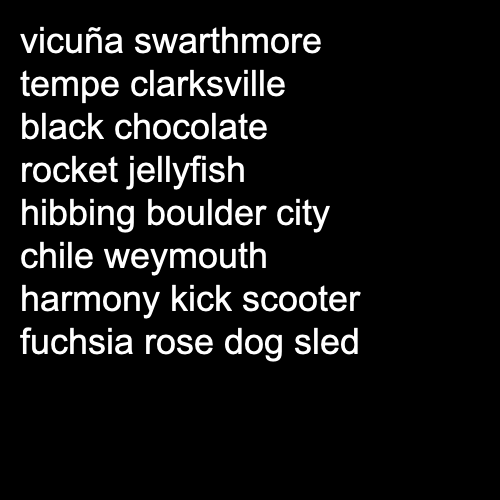 vicuña swarthmore
tempe clarksville
black chocolate
rocket jellyfish
hibbing boulder city
chile weymouth
harmony kick scooter
fuchsia rose dog sled